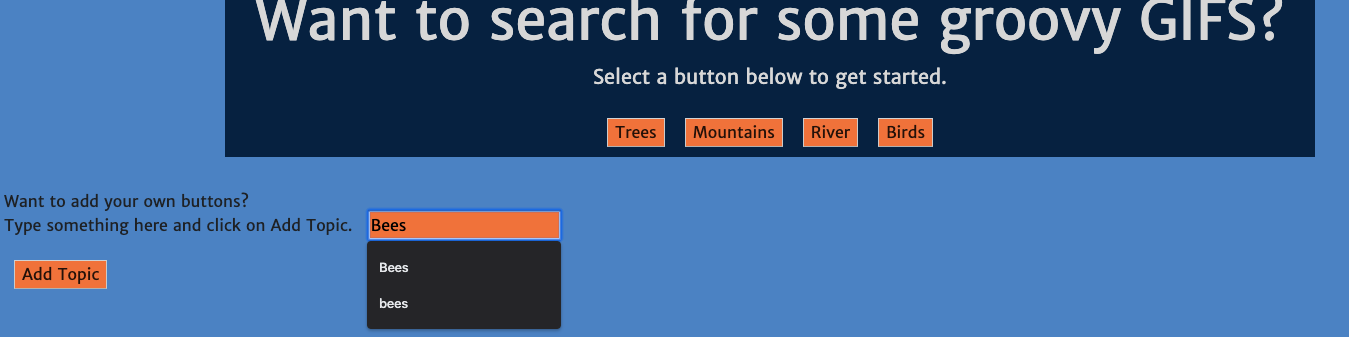 Want to search for some groovy GIFS?
Select a button below to get started.
Trees Mountains River Birds
Want to add your own buttons?
Type something here and click on Add Topic. Bees
Bees
Add Topic
bees